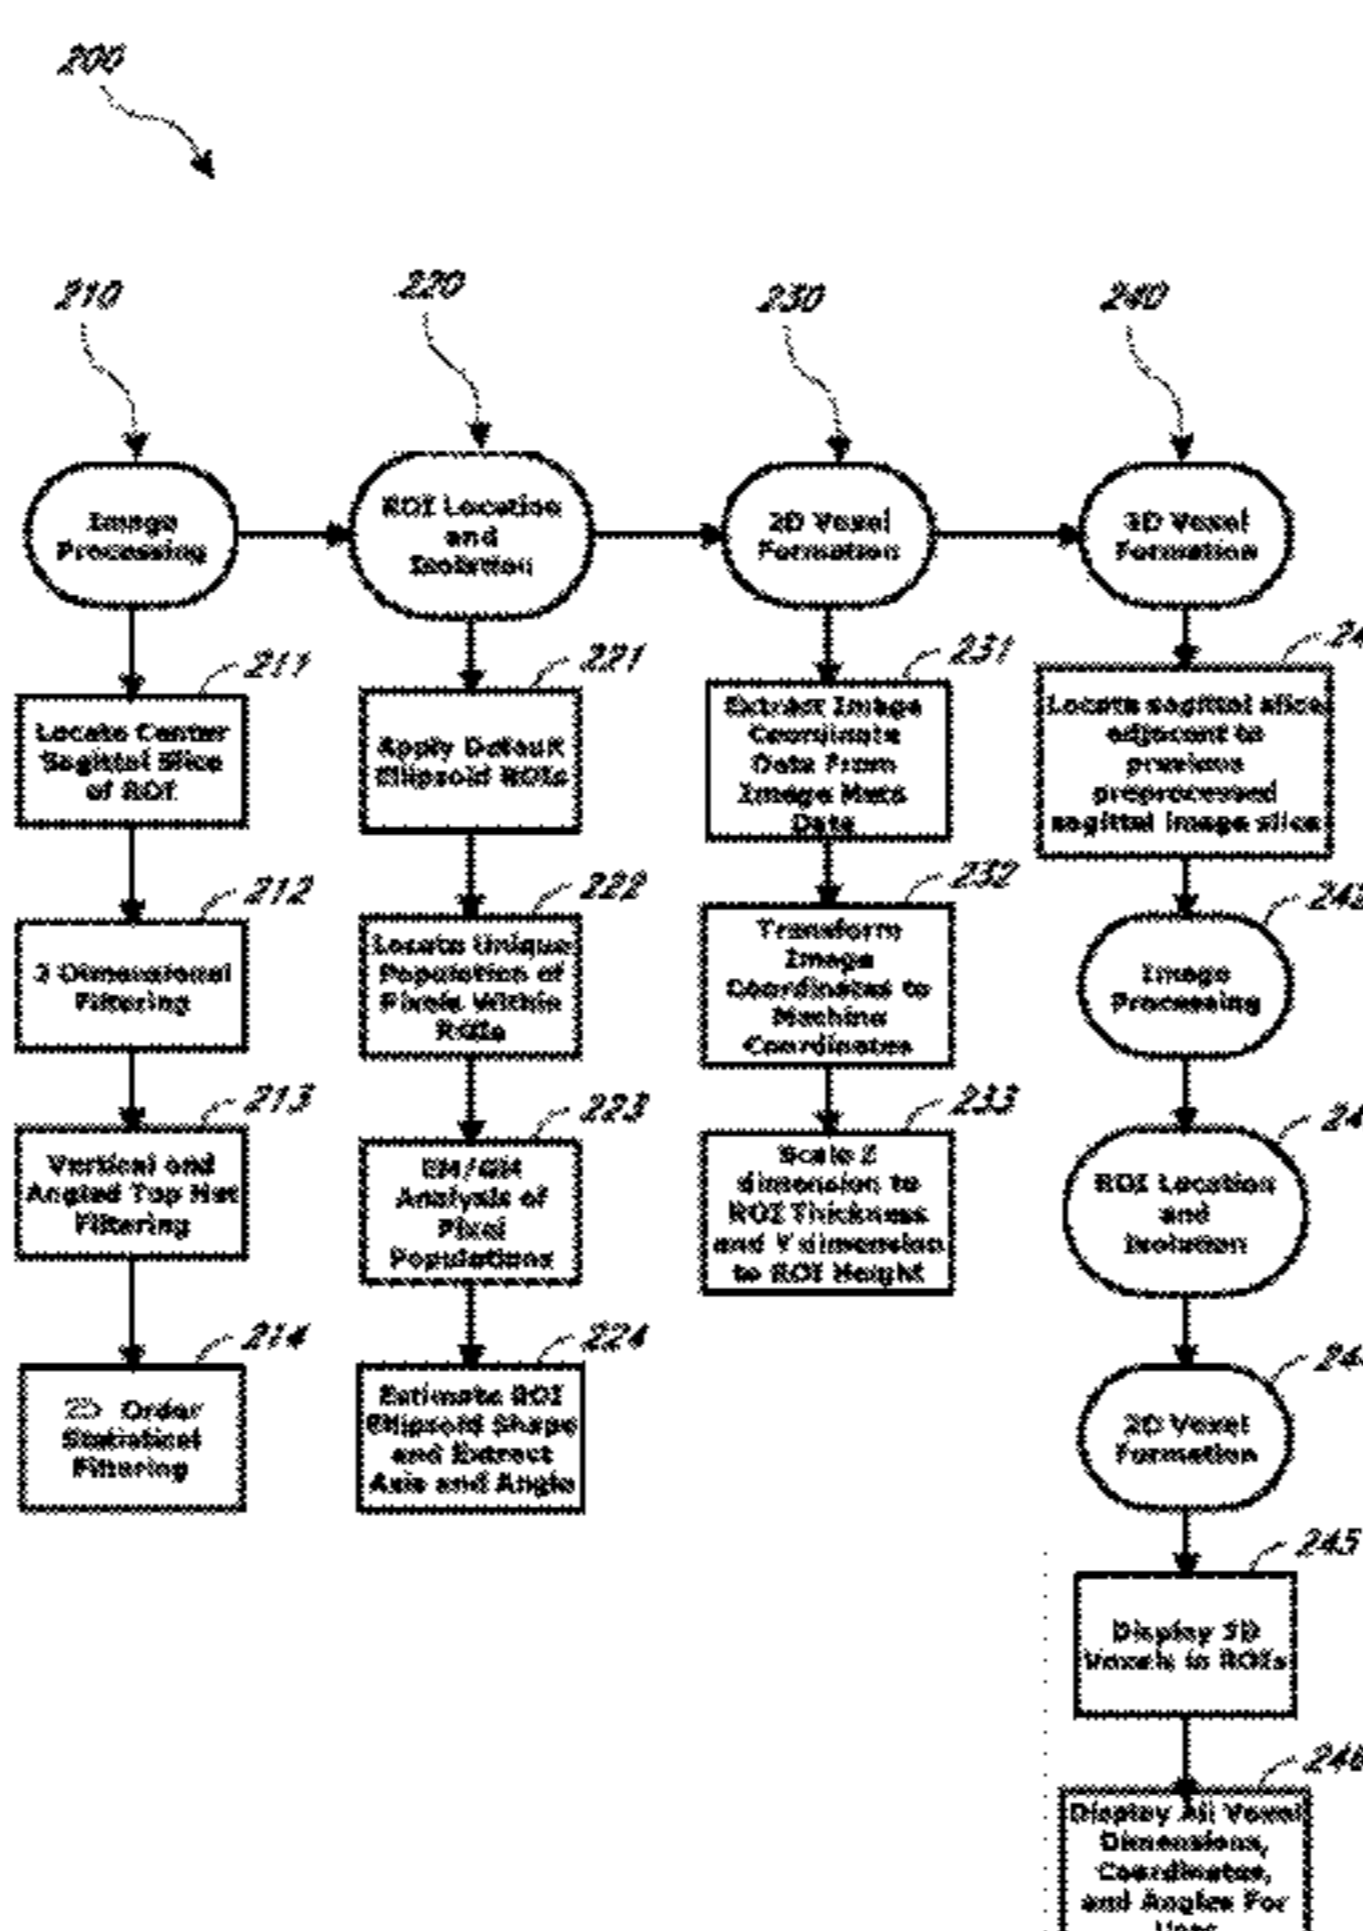 200
210
220
230
240
Image
Processing
ROI Location
and
Isolation
2D Voxel
Formation
3D Voxel
Formation
211
Locate Center
Sagittal Slice
of ROI
212
2 Dimensional
Filtering
213
Vertical and
Angled Top Hat
Filtering
214
Order
Statistical
Filtering
221
Apply Default
Ellipsoid ROIs
222
Locate Unique
Population of
Pixels Within
ROIs
223
EM/GM
Analysis of
Pixel
Populations
224
Estimate ROI
Ellipsoid Shape
and Extract
Axis and Angle
231
Extract Image
Coordinate
Data From
Image Meta
Data
232
Transform
Image
Coordinates to
Machine
Coordinates
233
Scale Z
dimension to
ROI Thickness
and Y dimension
to ROI Height
24
Locate sagittal slice
adjacent to
previous
preprocessed
sagittal image slice
242
Image
Processing
24
ROI Location
and
Isolation
24
2D Voxel
Formation
245
Display 3D
Voxels in ROIs
246
Display All Voxel
Dimensions,
Coordinates,
and Angles For
User